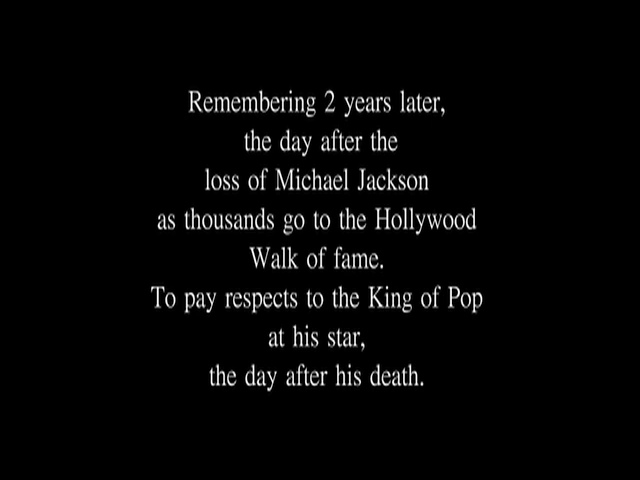 Remembering 2 years later,
the day after the
loss of Michael Jackson
as thousands go to the Hollywood
Walk of fame.
To pay respects to the King of Pop
at his star,
the day after his death.